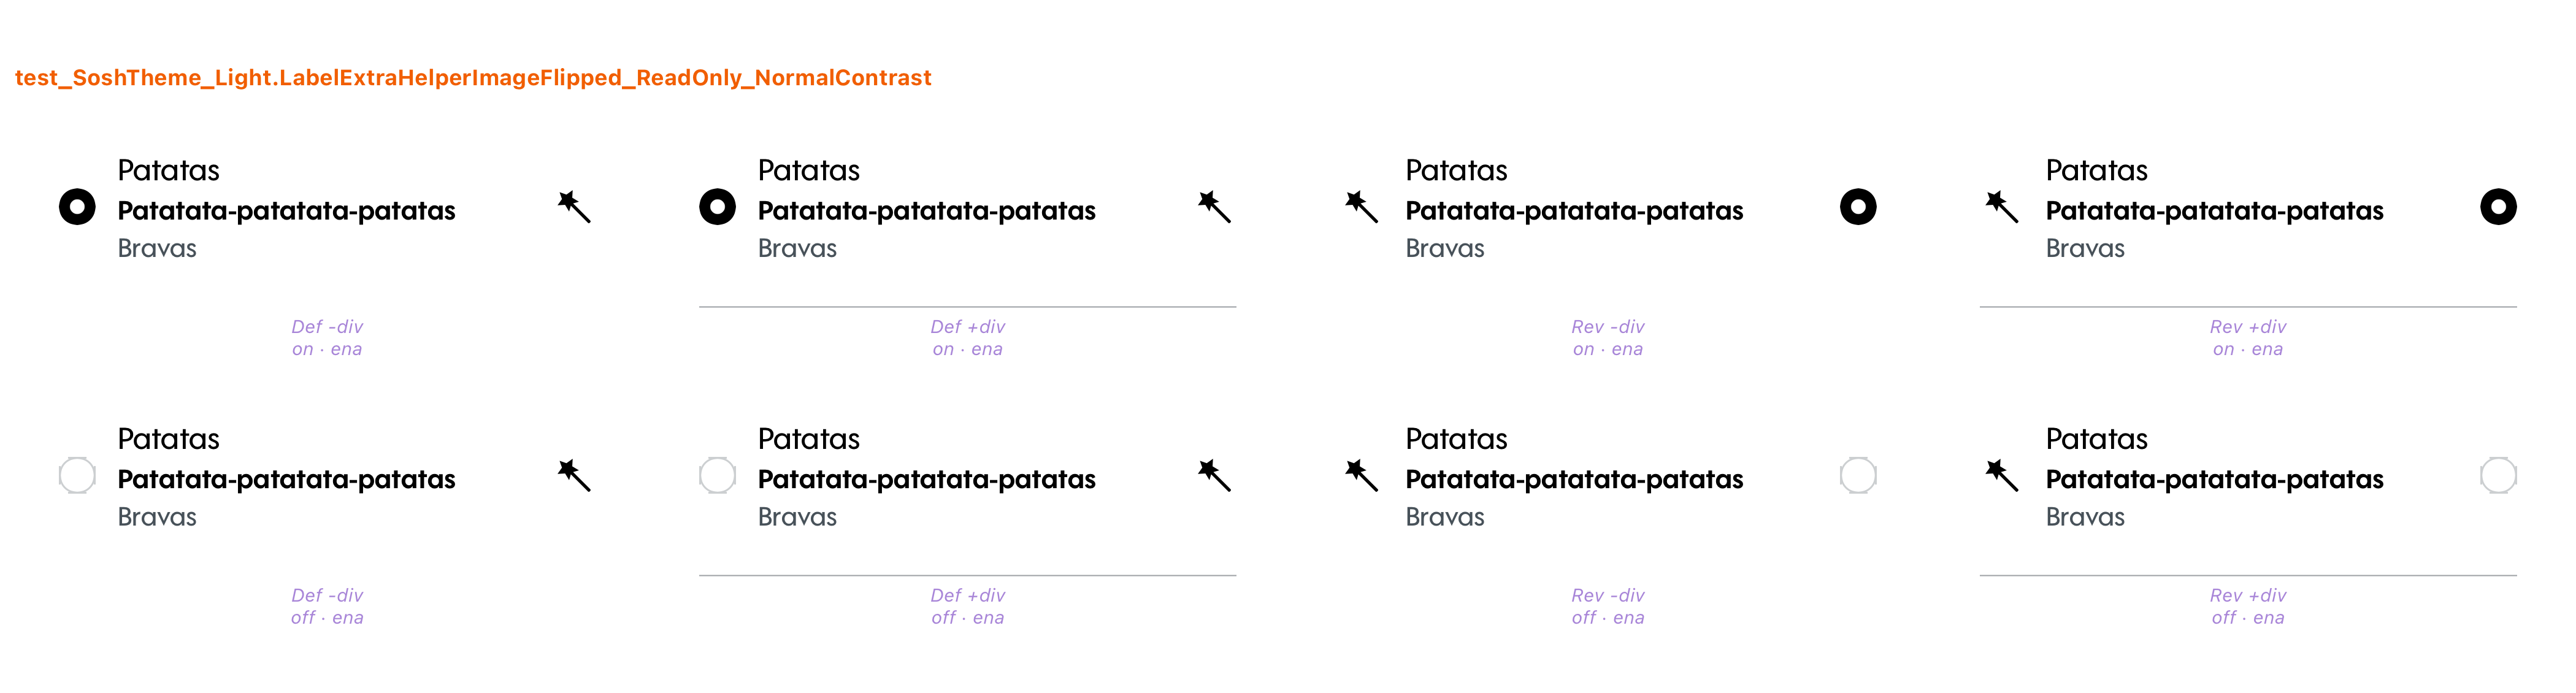 test_SoshTheme_Light.LabelExtraHelperImageFlipped_ReadOnly_NormalContrast
Patatas
Patatata-patatata-patatas
Bravas
Def -div
on · ena
Patatas
Patatata-patatata-patatas
Bravas
Def +div
on · ena
Patatas
Patatata-patatata-patatas
Bravas
Rev -div
on · ena
Patatas
Patatata-patatata-patatas
Bravas
Rev +div
on · ena
Patatas
Patatata-patatata-patatas
Bravas
Def -div
off · ena
Patatas
Patatata-patatata-patatas
Bravas
Def +div
off · ena
Patatas
Patatata-patatata-patatas
Bravas
Rev -div
off · ena
Patatas
Patatata-patatata-patatas
Bravas
Rev +div
off · ena